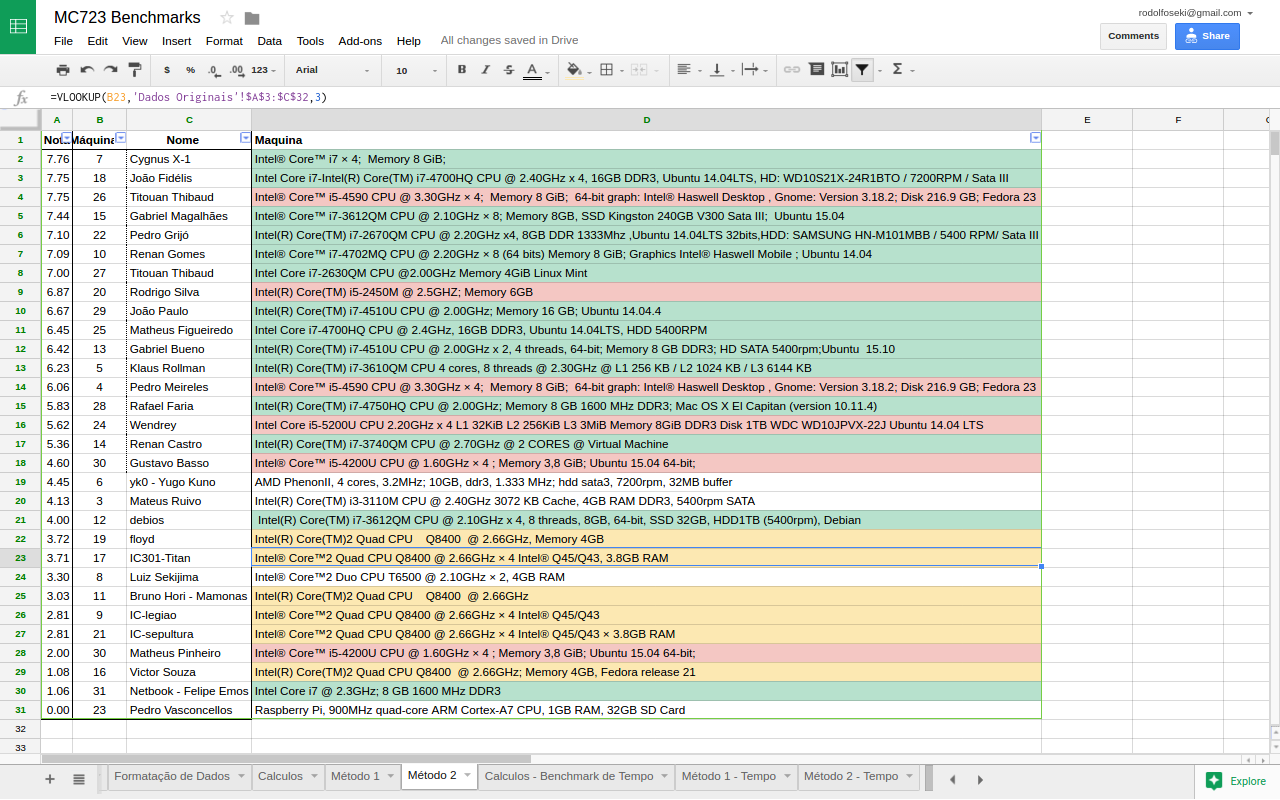 MC723 Benchmarks
rodolfoseki@gmail.com
File Edit View Insert Format Data Tools Add-ons Help All changes saved in Drive
Comments Share
$ % .0 .00 123 Arial 10 B I S A Σ
fx =VLOOKUP(B23,'Dados Originais'!$A$3:$C$32,3)
A B C D E F
1 Not Máquina Nome Maquina
2 7.76 7 Cygnus X-1 Intel® Core™ i7 × 4; Memory 8 GiB;
3 7.75 18 João Fidélis Intel Core i7-Intel(R) Core(TM) i7-4700HQ CPU @ 2.40GHz x 4, 16GB DDR3, Ubuntu 14.04LTS, HD: WD10S21X-24R1BTO / 7200RPM / Sata III
4 7.75 26 Titouan Thibaud Intel® Core™ i5-4590 CPU @ 3.30GHz × 4; Memory 8 GiB; 64-bit graph: Intel® Haswell Desktop , Gnome: Version 3.18.2; Disk 216.9 GB; Fedora 23
5 7.44 15 Gabriel Magalhães Intel® Core™ i7-3612QM CPU @ 2.10GHz × 8; Memory 8GB, SSD Kingston 240GB V300 Sata III; Ubuntu 15.04
6 7.10 22 Pedro Grijó Intel(R) Core(TM) i7-2670QM CPU @ 2.20GHz x4, 8GB DDR 1333Mhz ,Ubuntu 14.04LTS 32bits,HDD: SAMSUNG HN-M101MBB / 5400 RPM/ Sata III
7 7.09 10 Renan Gomes Intel® Core™ i7-4702MQ CPU @ 2.20GHz × 8 (64 bits) Memory 8 GiB; Graphics Intel® Haswell Mobile ; Ubuntu 14.04
8 7.00 27 Titouan Thibaud Intel Core i7-2630QM CPU @2.00GHz Memory 4GiB Linux Mint
9 6.87 20 Rodrigo Silva Intel(R) Core(TM) i5-2450M @ 2.5GHZ; Memory 6GB
10 6.67 29 João Paulo Intel(R) Core(TM) i7-4510U CPU @ 2.00GHz; Memory 16 GB; Ubuntu 14.04.4
11 6.45 25 Matheus Figueiredo Intel Core i7-4700HQ CPU @ 2.4GHz, 16GB DDR3, Ubuntu 14.04LTS, HDD 5400RPM
12 6.42 13 Gabriel Bueno Intel(R) Core(TM) i7-4510U CPU @ 2.00GHz x 2, 4 threads, 64-bit; Memory 8 GB DDR3; HD SATA 5400rpm;Ubuntu 15.10
13 6.23 5 Klaus Rollman Intel(R) Core(TM) i7-3610QM CPU 4 cores, 8 threads @ 2.30GHz @ L1 256 KB / L2 1024 KB / L3 6144 KB
14 6.06 4 Pedro Meireles Intel® Core™ i5-4590 CPU @ 3.30GHz × 4; Memory 8 GiB; 64-bit graph: Intel® Haswell Desktop , Gnome: Version 3.18.2; Disk 216.9 GB; Fedora 23
15 5.83 28 Rafael Faria Intel(R) Core(TM) i7-4750HQ CPU @ 2.00GHz; Memory 8 GB 1600 MHz DDR3; Mac OS X El Capitan (version 10.11.4)
16 5.62 24 Wendrey Intel Core i5-5200U CPU 2.20GHz x 4 L1 32KiB L2 256KiB L3 3MiB Memory 8GiB DDR3 Disk 1TB WDC WD10JPVX-22J Ubuntu 14.04 LTS
17 5.36 14 Renan Castro Intel(R) Core(TM) i7-3740QM CPU @ 2.70GHz @ 2 CORES @ Virtual Machine
18 4.60 30 Gustavo Basso Intel® Core™ i5-4200U CPU @ 1.60GHz × 4 ; Memory 3,8 GiB; Ubuntu 15.04 64-bit;
19 4.45 6 yk0 - Yugo Kuno AMD PhenonII, 4 cores, 3.2MHz; 10GB, ddr3, 1.333 MHz; hdd sata3, 7200rpm, 32MB buffer
20 4.13 3 Mateus Ruivo Intel(R) Core(TM) i3-3110M CPU @ 2.40GHz 3072 KB Cache, 4GB RAM DDR3, 5400rpm SATA
21 4.00 12 debios Intel(R) Core(TM) i7-3612QM CPU @ 2.10GHz x 4, 8 threads, 8GB, 64-bit, SSD 32GB, HDD1TB (5400rpm), Debian
22 3.72 19 floyd Intel(R) Core(TM)2 Quad CPU Q8400 @ 2.66GHz, Memory 4GB
23 3.71 17 IC301-Titan Intel® Core™2 Quad CPU Q8400 @ 2.66GHz × 4 Intel® Q45/Q43, 3.8GB RAM
24 3.30 8 Luiz Sekijima Intel® Core™2 Duo CPU T6500 @ 2.10GHz × 2, 4GB RAM
25 3.03 11 Bruno Hori - Mamonas Intel(R) Core(TM)2 Quad CPU Q8400 @ 2.66GHz
26 2.81 9 IC-legiao Intel® Core™2 Quad CPU Q8400 @ 2.66GHz × 4 Intel® Q45/Q43
27 2.81 21 IC-sepultura Intel® Core™2 Quad CPU Q8400 @ 2.66GHz × 4 Intel® Q45/Q43 × 3.8GB RAM
28 2.00 30 Matheus Pinheiro Intel® Core™ i5-4200U CPU @ 1.60GHz × 4 ; Memory 3,8 GiB; Ubuntu 15.04 64-bit;
29 1.08 16 Victor Souza Intel(R) Core(TM)2 Quad CPU Q8400 @ 2.66GHz; Memory 4GB, Fedora release 21
30 1.06 31 Netbook - Felipe Emos Intel Core i7 @ 2.3GHz; 8 GB 1600 MHz DDR3
31 0.00 23 Pedro Vasconcellos Raspberry Pi, 900MHz quad-core ARM Cortex-A7 CPU, 1GB RAM, 32GB SD Card
32
33
Formatação de Dados Calculos Método 1 Método 2 Calculos - Benchmark de Tempo Método 1 - Tempo Método 2 - Tempo Explore